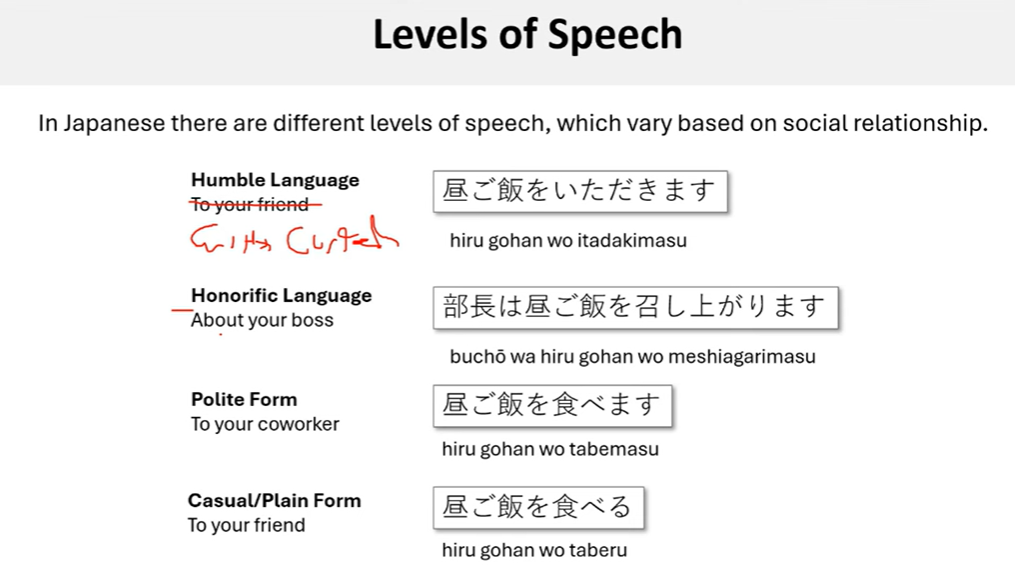 Levels of Speech
In Japanese there are different levels of speech, which vary based on social relationship.
Humble Language
To your friend
昼ご飯をいただきます
hiru gohan wo itadakimasu
Honorific Language
About your boss
部長は昼ご飯を召し上がります
buchō wa hiru gohan wo meshiagarimasu
Polite Form
To your coworker
昼ご飯を食べます
hiru gohan wo tabemasu
Casual/Plain Form
To your friend
昼ご飯を食べる
hiru gohan wo taberu